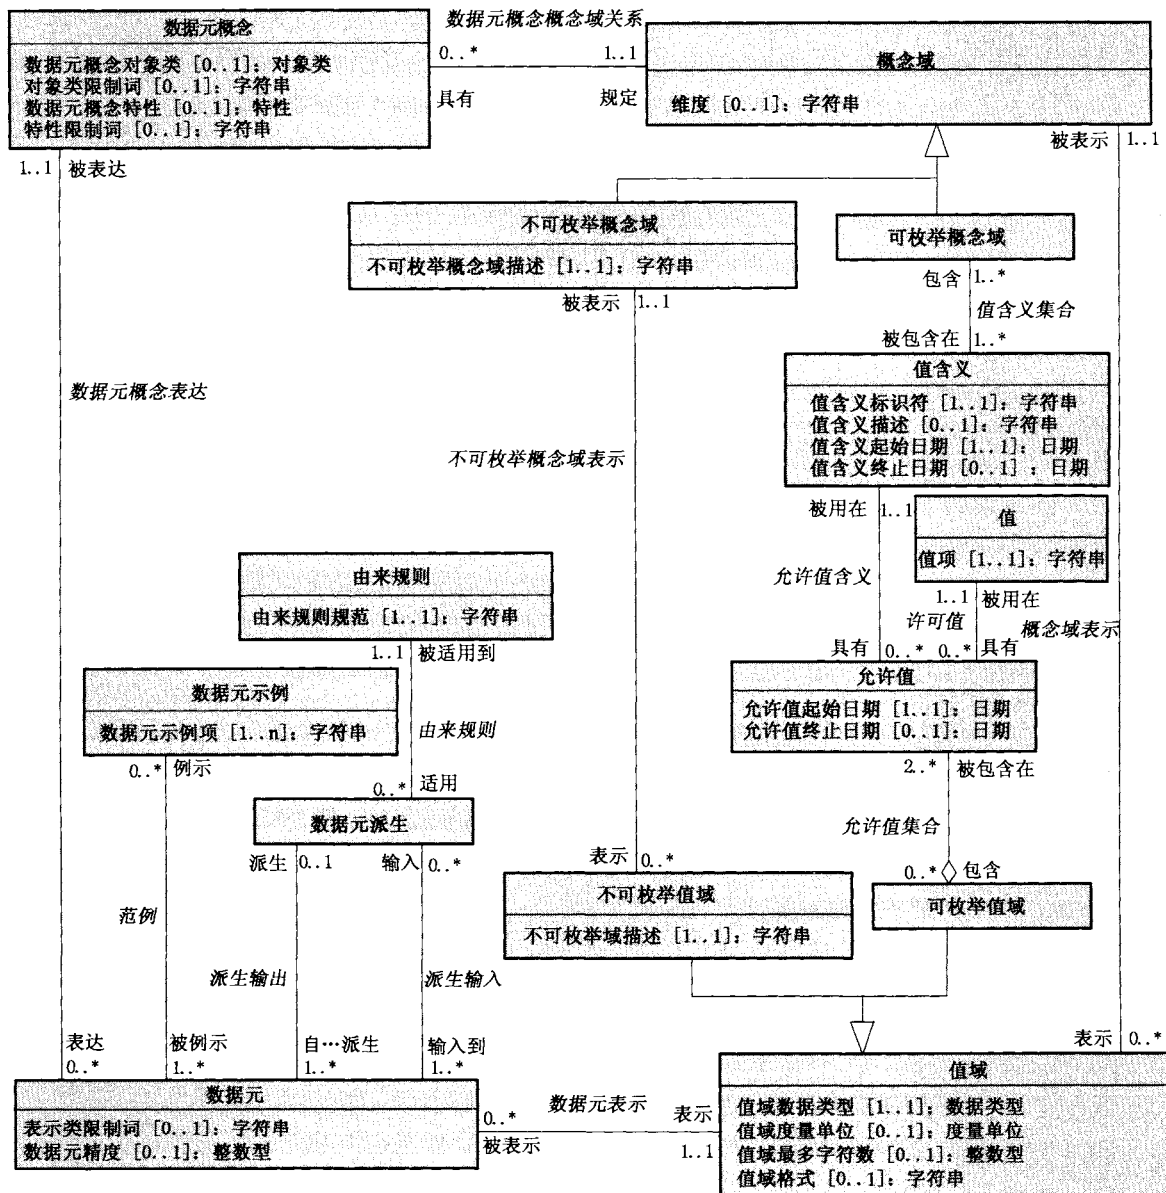 数据元概念
数据元概念对象类 [0..1]：对象类
对象类限制词 [0..1]：字符串
数据元概念特性 [0..1]：特性
特性限制词 [0..1]：字符串
数据元概念概念域关系
0..* 1..1
具有 规定
概念域
维度 [0..1]：字符串
1..1 被表达
被表示 1..1
不可枚举概念域
不可枚举概念域描述 [1..1]：字符串
可枚举概念域
被表示 1..1
包含 1..*
值含义集合
被包含在 1..*
值含义
值含义标识符 [1..1]：字符串
值含义描述 [0..1]：字符串
值含义起始日期 [1..1]：日期
值含义终止日期 [0..1] ：日期
数据元概念表达
不可枚举概念域表示
被用在 1..1
值
值项 [1..1]：字符串
由来规则
由来规则规范 [1..1]：字符串
允许值含义
1..1 被用在
许可值
概念域表示
1..1 被适用到
具有 0..* 0..* 具有
数据元示例
数据元示例项 [1..n]：字符串
允许值
允许值起始日期 [1..1]：日期
允许值终止日期 [0..1]：日期
由来规则
0..* 例示
2..* 被包含在
0..* 适用
数据元派生
允许值集合
派生 0..1 输入 0..*
表示 0..*
0..* 包含
不可枚举值域
不可枚举域描述 [1..1]：字符串
可枚举值域
范例
派生输出
派生输入
表达 被例示 自…派生 输入到
0..* 1..* 1..* 1..*
表示 0..*
数据元
表示类限制词 [0..1]：字符串
数据元精度 [0..1]：整数型
0..* 数据元表示 表示
被表示 1..1
值域
值域数据类型 [1..1]：数据类型
值域度量单位 [0..1]：度量单位
值域最多字符数 [0..1]：整数型
值域格式 [0..1]：字符串